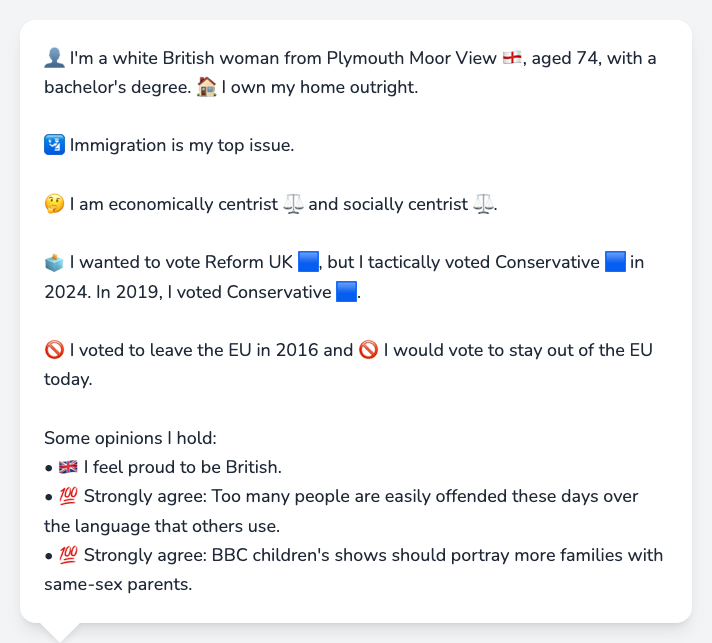 👤 I'm a white British woman from Plymouth Moor View 🏴󠁧󠁢󠁥󠁮󠁧󠁿, aged 74, with a
bachelor's degree. 🏠 I own my home outright.
🛂 Immigration is my top issue.
🤔 I am economically centrist ⚖️ and socially centrist ⚖️.
🗳️ I wanted to vote Reform UK 🟦, but I tactically voted Conservative 🟦 in
2024. In 2019, I voted Conservative 🟦.
🚫 I voted to leave the EU in 2016 and 🚫 I would vote to stay out of the EU
today.
Some opinions I hold:
• 🇬🇧 I feel proud to be British.
• 💯 Strongly agree: Too many people are easily offended these days over
the language that others use.
• 💯 Strongly agree: BBC children's shows should portray more families with
same-sex parents.